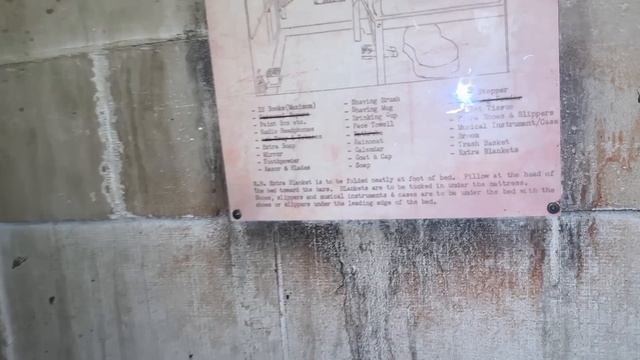 - 12 Books (Maximum)
- Paint Box etc.
- Radio Headphones
- Extra Soap
- Mirror
- Toothpowder
- Razor & Blades
- Shaving Brush
- Shaving Mug
- Drinking Cup
- Face Towell
- Raincoat
- Calendar
- Coat & Cap
- Soap
Stopper
Tissue
Shoes & Slippers
- Musical Instrument/Case
- Broom
- Trash Basket
- Extra Blankets
N.B. Extra Blanket is to be folded neatly at foot of bed. Pillow at the head of
the bed toward the bars. Blankets are to be tucked in under the mattress.
Shoes, slippers and musical instruments & cases are to be under the bed with the
shoes or slippers under the leading edge of the bed.